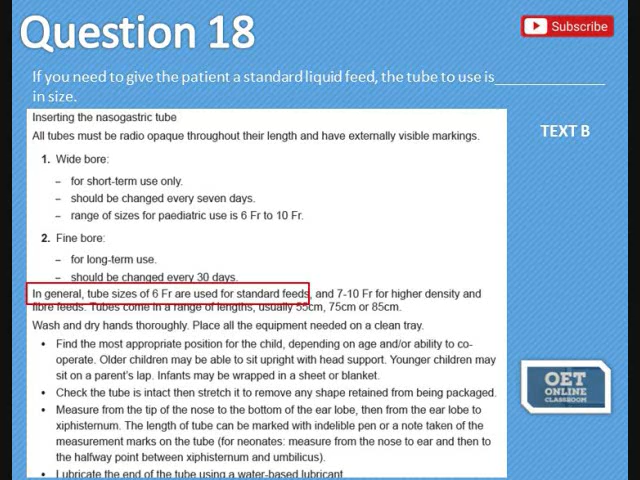 Question 18
Subscribe
If you need to give the patient a standard liquid feed, the tube to use is_______________
in size.
TEXT B
Inserting the nasogastric tube
All tubes must be radio opaque throughout their length and have externally visible markings.
1. Wide bore:
– for short-term use only.
– should be changed every seven days.
– range of sizes for paediatric use is 6 Fr to 10 Fr.
2. Fine bore:
– for long-term use.
– should be changed every 30 days.
In general, tube sizes of 6 Fr are used for standard feeds, and 7-10 Fr for higher density and
fibre feeds. Tubes come in a range of lengths, usually 55cm, 75cm or 85cm.
Wash and dry hands thoroughly. Place all the equipment needed on a clean tray.
• Find the most appropriate position for the child, depending on age and/or ability to co-
operate. Older children may be able to sit upright with head support. Younger children may
sit on a parent's lap. Infants may be wrapped in a sheet or blanket.
• Check the tube is intact then stretch it to remove any shape retained from being packaged.
• Measure from the tip of the nose to the bottom of the ear lobe, then from the ear lobe to
xiphisternum. The length of tube can be marked with indelible pen or a note taken of the
measurement marks on the tube (for neonates: measure from the nose to ear and then to
the halfway point between xiphisternum and umbilicus).
• Lubricate the end of the tube using a water-based lubricant
OET
ONLINE
CLASSROOM